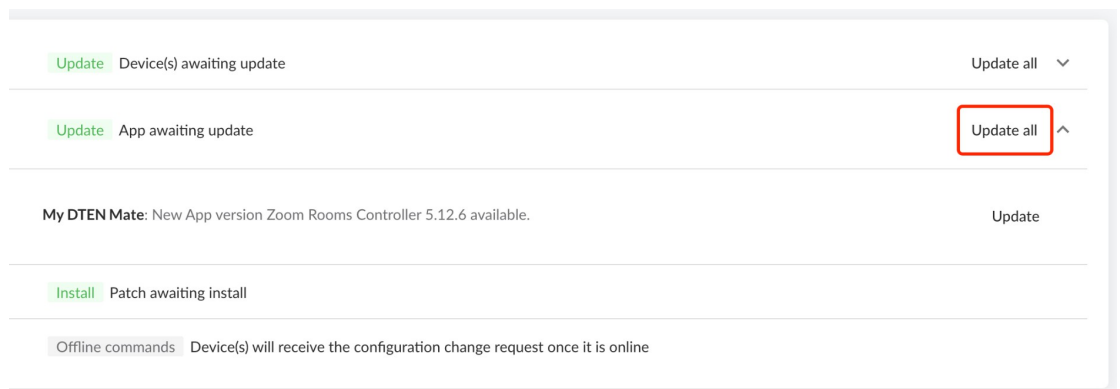 Update Device(s) awaiting update Update all
Update App awaiting update Update all
My DTEN Mate: New App version Zoom Rooms Controller 5.12.6 available. Update
Install Patch awaiting install
Offline commands Device(s) will receive the configuration change request once it is online